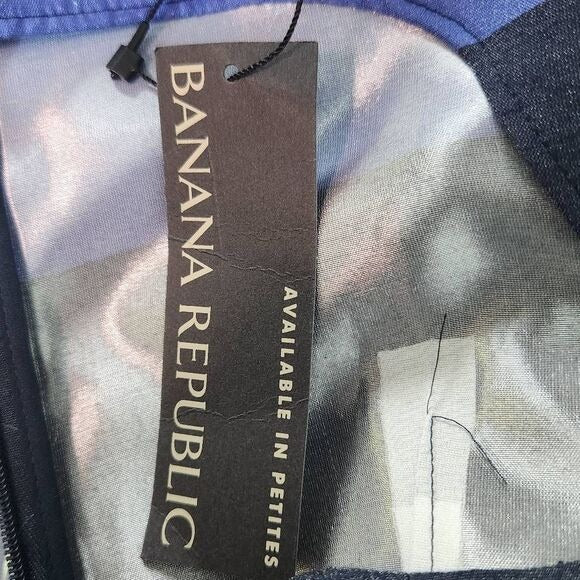 BANANA REPUBLIC
AVAILABLE IN PETITES